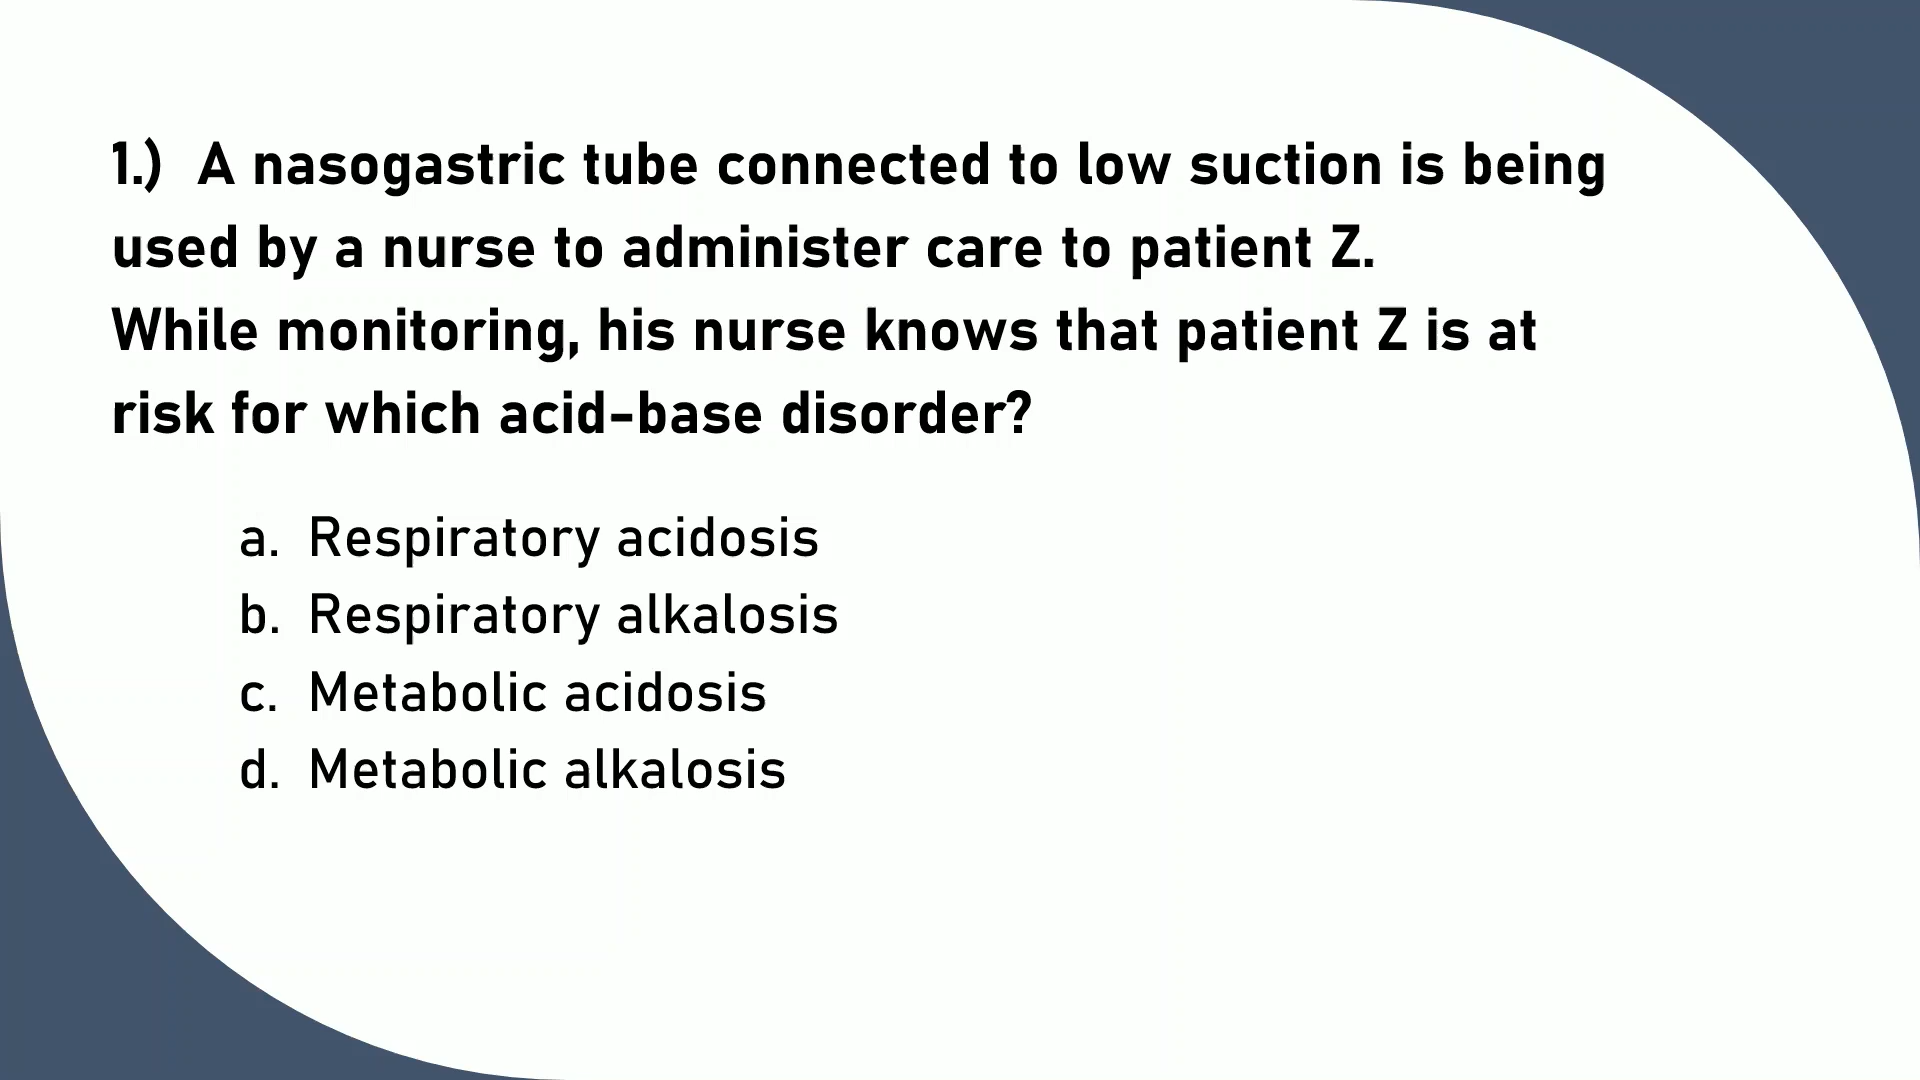 1.) A nasogastric tube connected to low suction is being
used by a nurse to administer care to patient Z.
While monitoring, his nurse knows that patient Z is at
risk for which acid-base disorder?
a. Respiratory acidosis
b. Respiratory alkalosis
c. Metabolic acidosis
d. Metabolic alkalosis